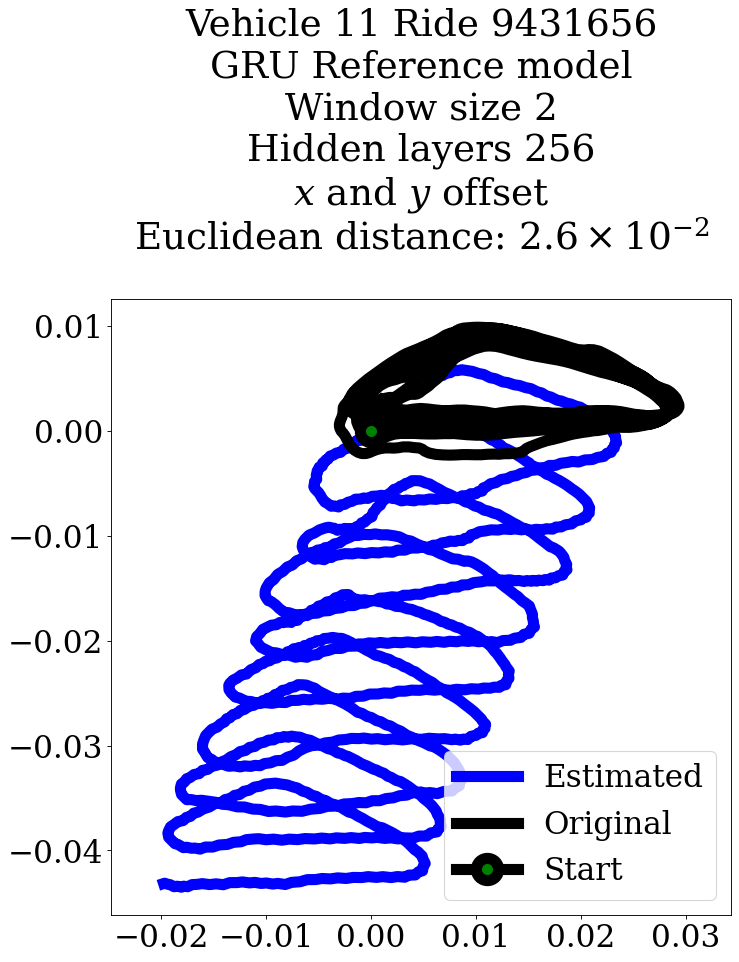 Vehicle 11 Ride 9431656
GRU Reference model
Window size 2
Hidden layers 256
x and y offset
Euclidean distance: 2.6 × 10⁻²
0.01
0.00
−0.01
−0.02
−0.03
−0.04
Estimated
Original
Start
−0.02 −0.01 0.00 0.01 0.02 0.03